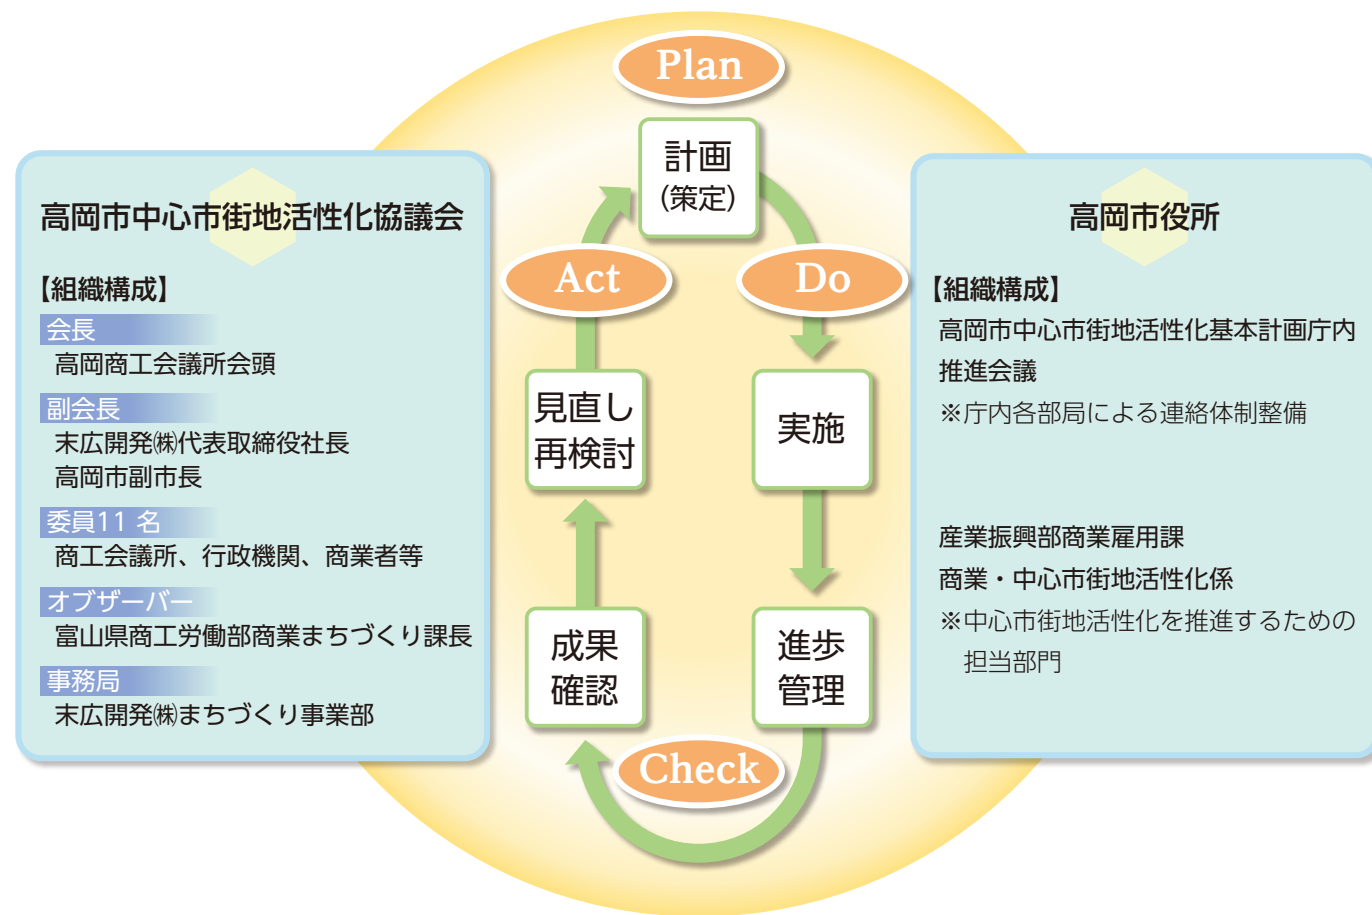 Plan
計画
(策定)
Do
実施
進歩
管理
Check
成果
確認
見直し
再検討
Act
高岡市中心市街地活性化協議会
【組織構成】
会長
高岡商工会議所会頭
副会長
末広開発㈱代表取締役社長
高岡市副市長
委員11 名
商工会議所、行政機関、商業者等
オブザーバー
富山県商工労働部商業まちづくり課長
事務局
末広開発㈱まちづくり事業部
高岡市役所
【組織構成】
高岡市中心市街地活性化基本計画庁内
推進会議
※庁内各部局による連絡体制整備
産業振興部商業雇用課
商業・中心市街地活性化係
※中心市街地活性化を推進するための
担当部門